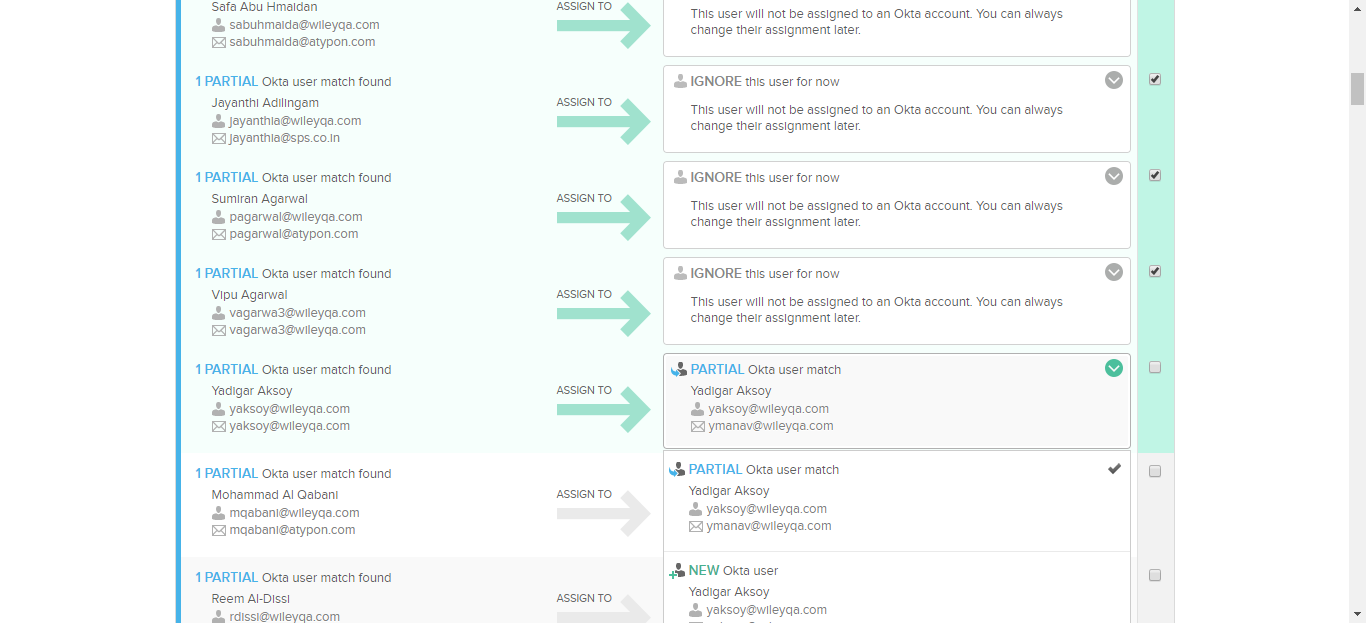 Safa Abu Hmaidan
sabuhmaida@wileyqa.com
sabuhmaida@atypon.com
ASSIGN TO
This user will not be assigned to an Okta account. You can always
change their assignment later.
1 PARTIAL Okta user match found
Jayanthi Adilingam
jayanthia@wileyqa.com
jayanthia@sps.co.in
ASSIGN TO
IGNORE this user for now
This user will not be assigned to an Okta account. You can always
change their assignment later.
1 PARTIAL Okta user match found
Sumiran Agarwal
pagarwal@wileyqa.com
pagarwal@atypon.com
ASSIGN TO
IGNORE this user for now
This user will not be assigned to an Okta account. You can always
change their assignment later.
1 PARTIAL Okta user match found
Vipu Agarwal
vagarwa3@wileyqa.com
vagarwa3@wileyqa.com
ASSIGN TO
IGNORE this user for now
This user will not be assigned to an Okta account. You can always
change their assignment later.
1 PARTIAL Okta user match found
Yadigar Aksoy
yaksoy@wileyqa.com
yaksoy@wileyqa.com
ASSIGN TO
PARTIAL Okta user match
Yadigar Aksoy
yaksoy@wileyqa.com
ymanav@wileyqa.com
1 PARTIAL Okta user match found
Mohammad Al Qabani
mqabani@wileyqa.com
mqabani@atypon.com
ASSIGN TO
PARTIAL Okta user match
Yadigar Aksoy
yaksoy@wileyqa.com
ymanav@wileyqa.com
1 PARTIAL Okta user match found
Reem Al-Dissi
rdissi@wileyqa.com
ASSIGN TO
NEW Okta user
Yadigar Aksoy
yaksoy@wileyqa.com